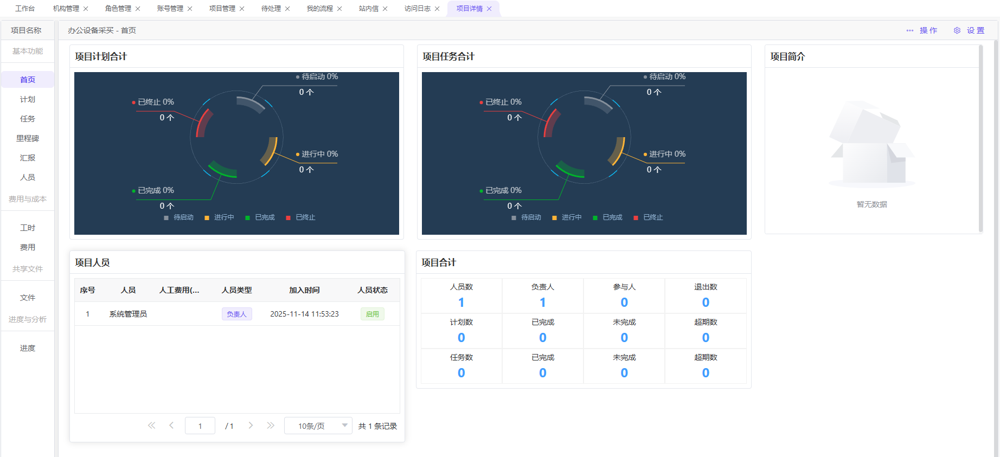 工作台 机构管理 角色管理 账号管理 项目管理 待处理 我的流程 站内信 访问日志 项目详情
项目名称
办公设备采买 - 首页
操作 设置
基本功能
首页
计划
任务
里程碑
汇报
人员
费用与成本
工时
费用
共享文件
文件
进度与分析
进度
项目计划合计
待启动 0%
0 个
已终止 0%
0 个
进行中 0%
0 个
已完成 0%
0 个
待启动 进行中 已完成 已终止
项目任务合计
待启动 0%
0 个
已终止 0%
0 个
进行中 0%
0 个
已完成 0%
0 个
待启动 进行中 已完成 已终止
项目简介
暂无数据
项目人员
序号 人员 人工费用(... 人员类型 加入时间 人员状态
1 系统管理员 负责人 2025-11-14 11:53:23 启用
1 / 1 10条/页 共 1 条记录
项目合计
人员数 负责人 参与人 退出数
1 1 0 0
计划数 已完成 未完成 超期数
0 0 0 0
任务数 已完成 未完成 超期数
0 0 0 0